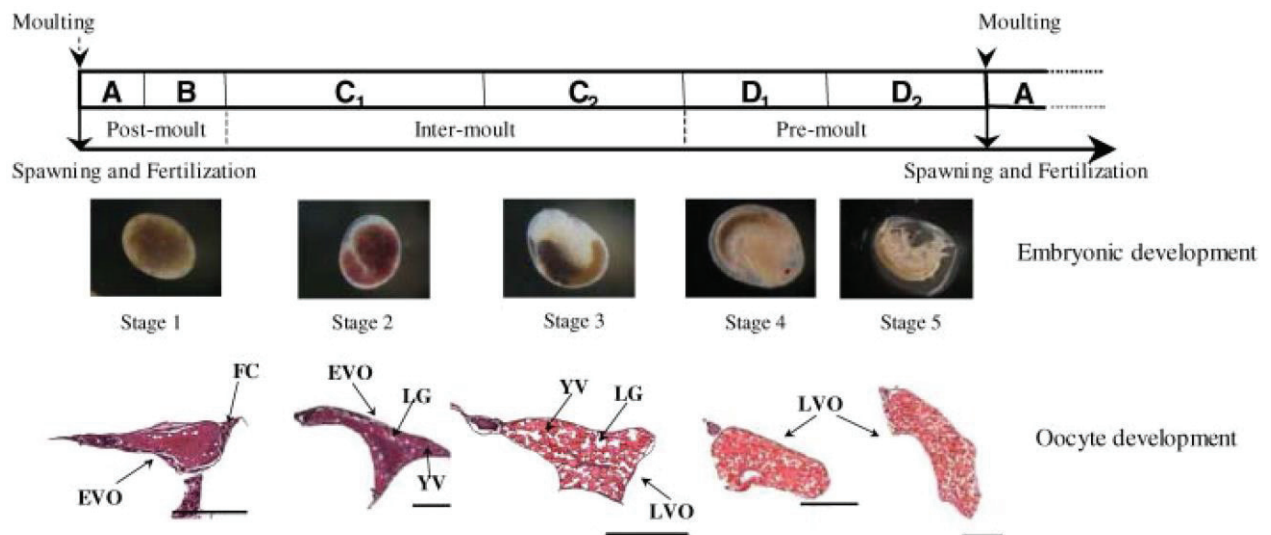 Moulting Moulting
A B C₁ C₂ D₁ D₂ A
Post-moult Inter-moult Pre-moult
Spawning and Fertilization Spawning and Fertilization
Embryonic development
Stage 1 Stage 2 Stage 3 Stage 4 Stage 5
FC EVO LG YV LG LVO
Oocyte development
EVO YV LVO